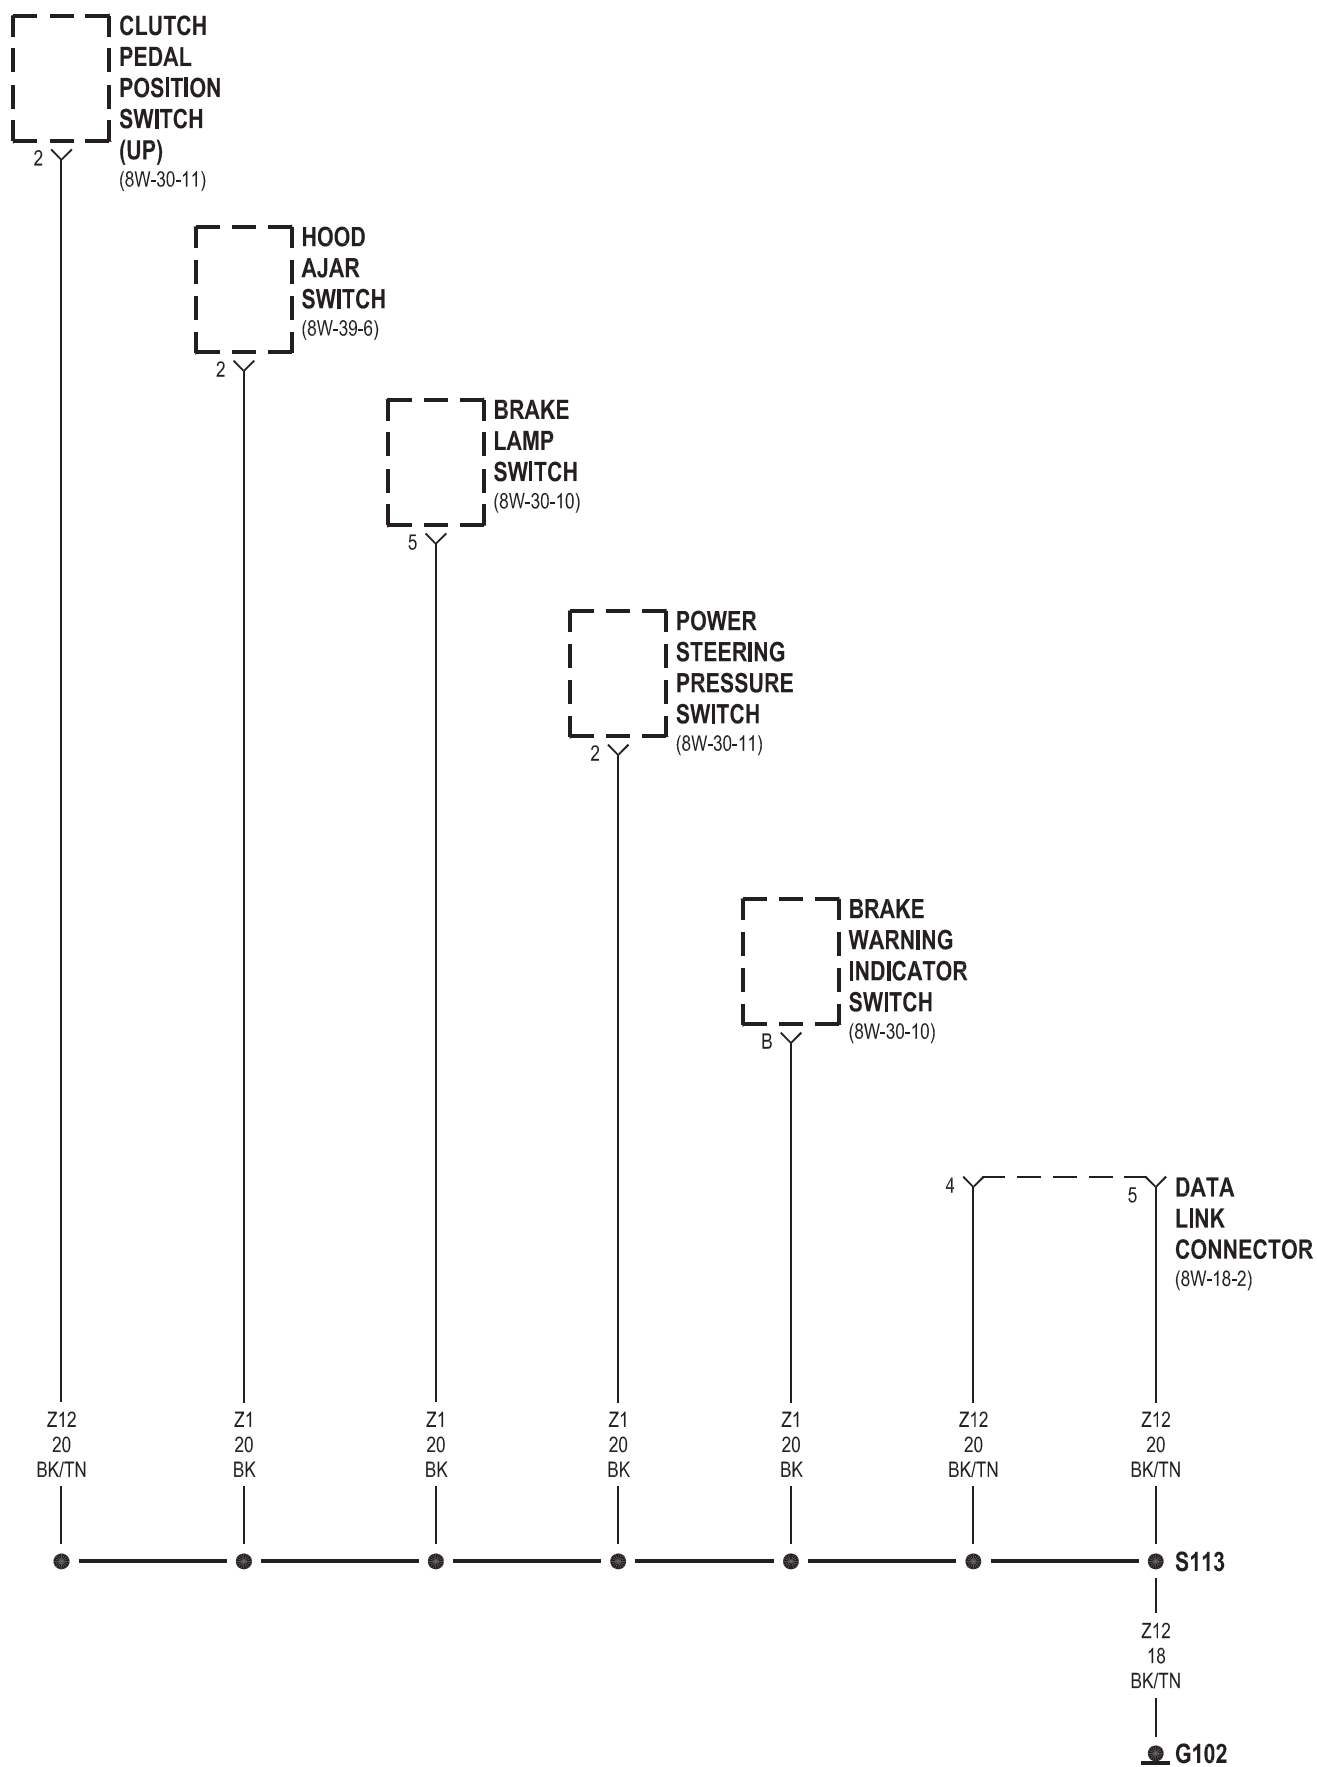 CLUTCH
PEDAL
POSITION
SWITCH
(UP)
(8W-30-11)
2
HOOD
AJAR
SWITCH
(8W-39-6)
2
BRAKE
LAMP
SWITCH
(8W-30-10)
5
POWER
STEERING
PRESSURE
SWITCH
(8W-30-11)
2
BRAKE
WARNING
INDICATOR
SWITCH
(8W-30-10)
B
4
5
DATA
LINK
CONNECTOR
(8W-18-2)
Z12
20
BK/TN
Z1
20
BK
Z1
20
BK
Z1
20
BK
Z1
20
BK
Z12
20
BK/TN
Z12
20
BK/TN
S113
Z12
18
BK/TN
G102